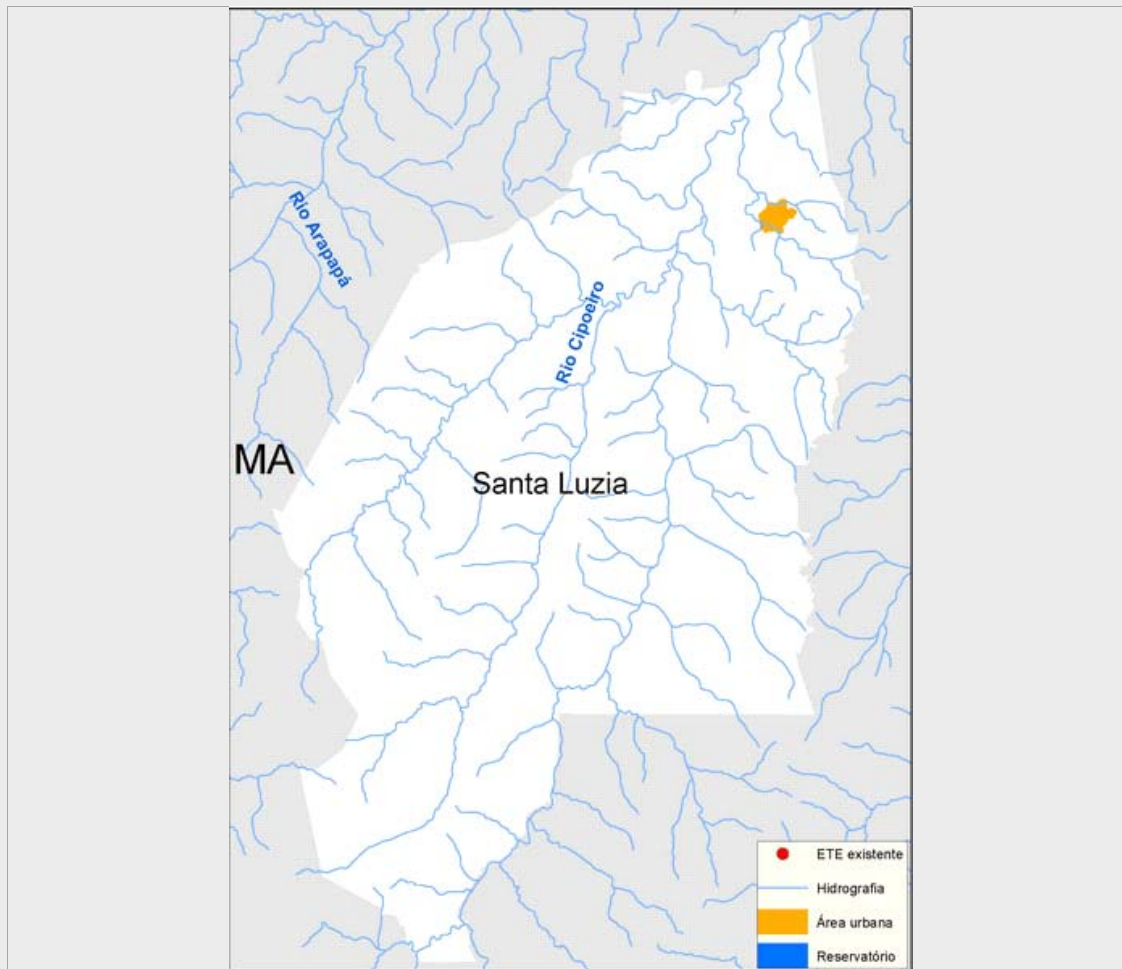 Rio Arapapá
Rio Cipoeiro
MA
Santa Luzia
ETE existente
Hidrografia
Área urbana
Reservatório